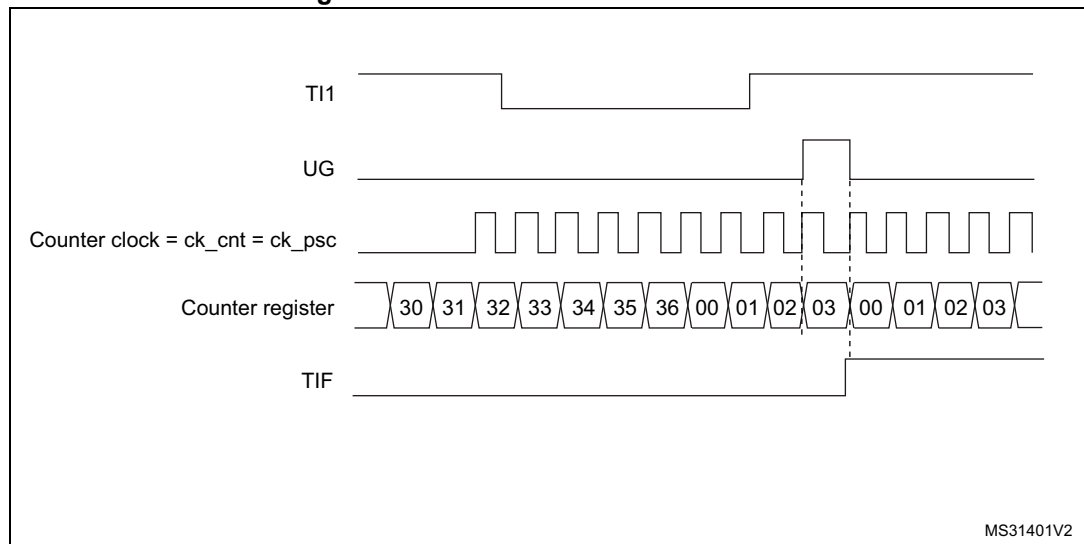 g
TI1
UG
Counter clock = ck_cnt = ck_psc
Counter register 30 31 32 33 34 35 36 00 01 02 03 00 01 02 03
TIF
MS31401V2